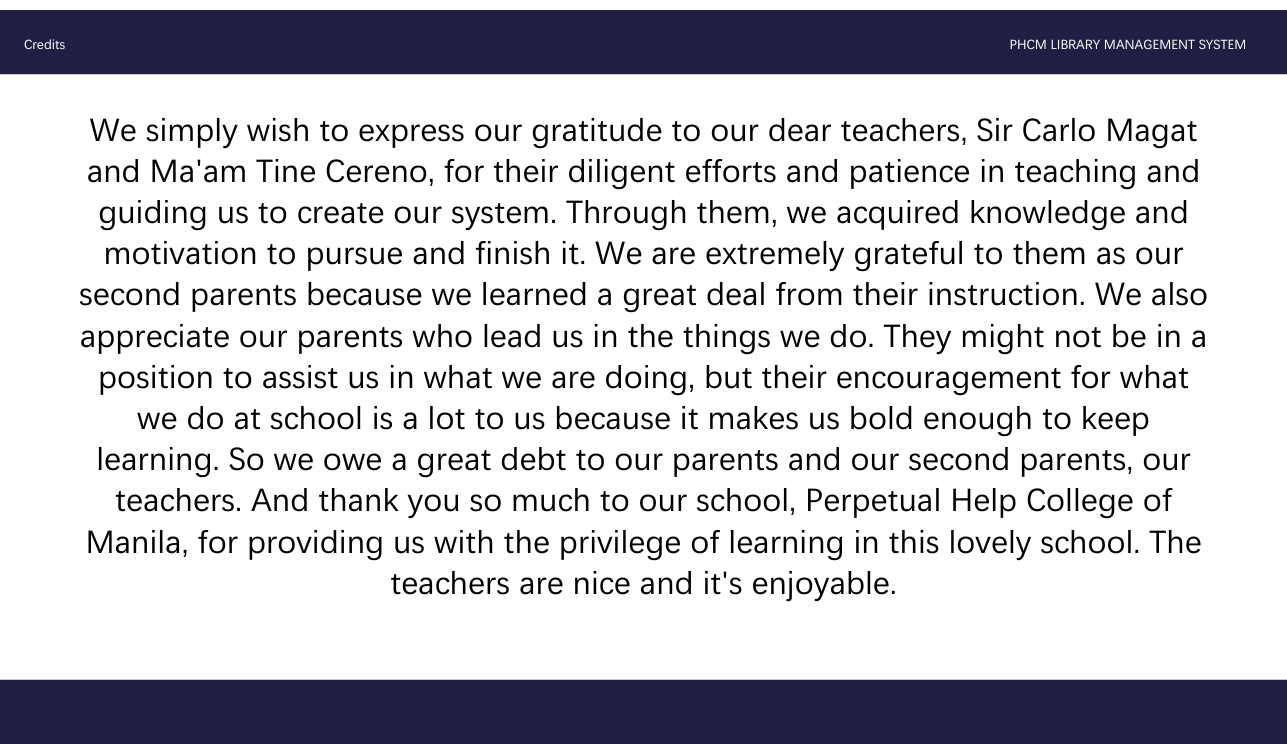 Credits
PHCM LIBRARY MANAGEMENT SYSTEM
We simply wish to express our gratitude to our dear teachers, Sir Carlo Magat
and Ma'am Tine Cereno, for their diligent efforts and patience in teaching and
guiding us to create our system. Through them, we acquired knowledge and
motivation to pursue and finish it. We are extremely grateful to them as our
second parents because we learned a great deal from their instruction. We also
appreciate our parents who lead us in the things we do. They might not be in a
position to assist us in what we are doing, but their encouragement for what
we do at school is a lot to us because it makes us bold enough to keep
learning. So we owe a great debt to our parents and our second parents, our
teachers. And thank you so much to our school, Perpetual Help College of
Manila, for providing us with the privilege of learning in this lovely school. The
teachers are nice and it's enjoyable.